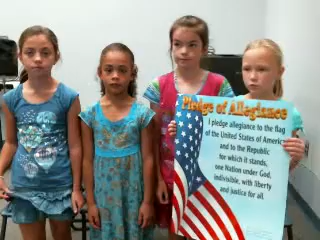 Pledge of Allegiance
I pledge allegiance to the flag
of the United States of America
and to the Republic
for which it stands,
one Nation under God,
indivisible, with liberty
and justice for all.